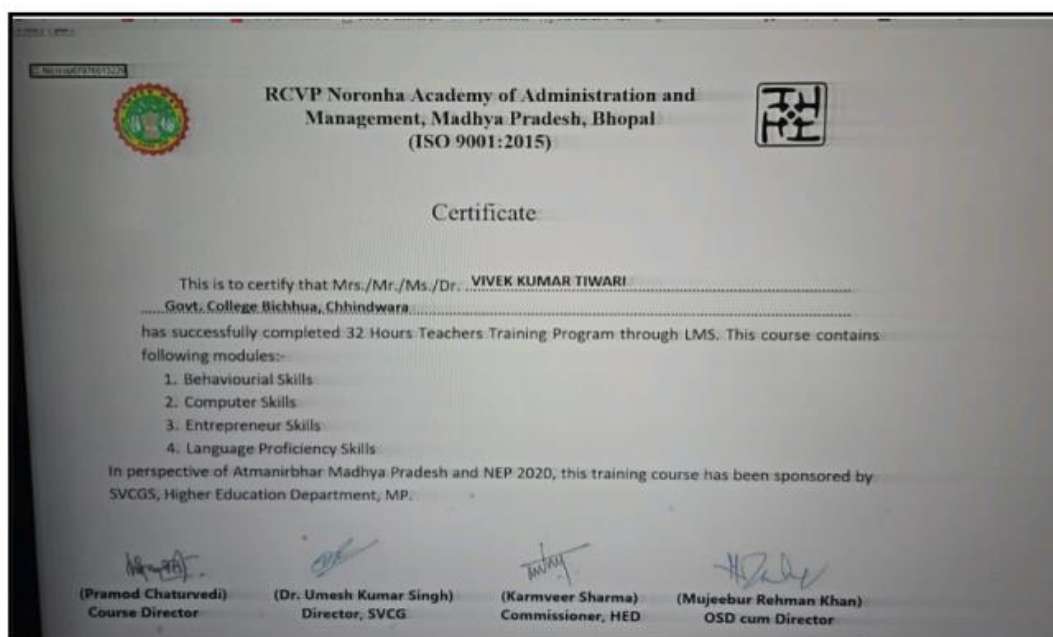 RCVP Noronha Academy of Administration and
Management, Madhya Pradesh, Bhopal
(ISO 9001:2015)
Certificate
This is to certify that Mrs./Mr./Ms./Dr. VIVEK KUMAR TIWARI
Govt. College Bichhua, Chhindwara
has successfully completed 32 Hours Teachers Training Program through LMS. This course contains
following modules:-
1. Behaviourial Skills
2. Computer Skills
3. Entrepreneur Skills
4. Language Proficiency Skills
In perspective of Atmanirbhar Madhya Pradesh and NEP 2020, this training course has been sponsored by
SVCGS, Higher Education Department, MP.
(Pramod Chaturvedi) (Dr. Umesh Kumar Singh) (Karmveer Sharma) (Mujeebur Rehman Khan)
Course Director Director, SVCG Commissioner, HED OSD cum Director